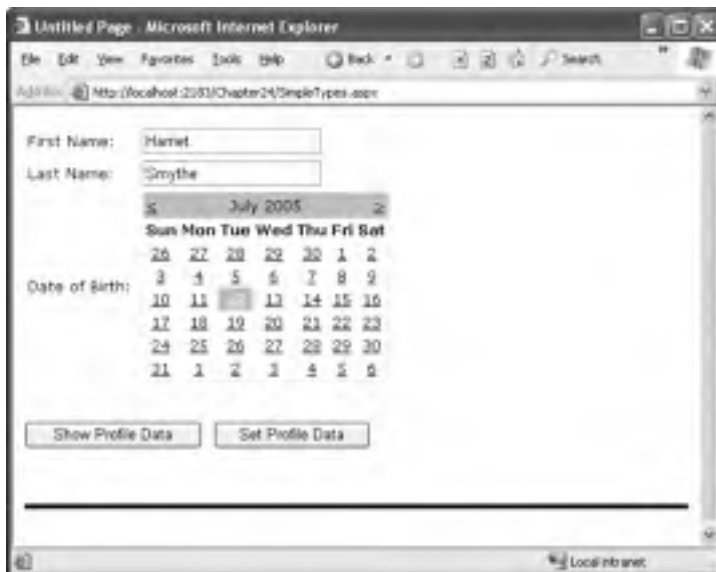 Untitled Page - Microsoft Internet Explorer
File Edit View Favorites Tools Help Back Search
Address http://localhost:2183/Chapter24/SimpleTypes.aspx
First Name: Harriet
Last Name: Smythe
Date of Birth:
< July 2005 >
Sun Mon Tue Wed Thu Fri Sat
26 27 28 29 30 1 2
3 4 5 6 7 8 9
10 11 12 13 14 15 16
17 18 19 20 21 22 23
24 25 26 27 28 29 30
31 1 2 3 4 5 6
Show Profile Data Set Profile Data
Local intranet